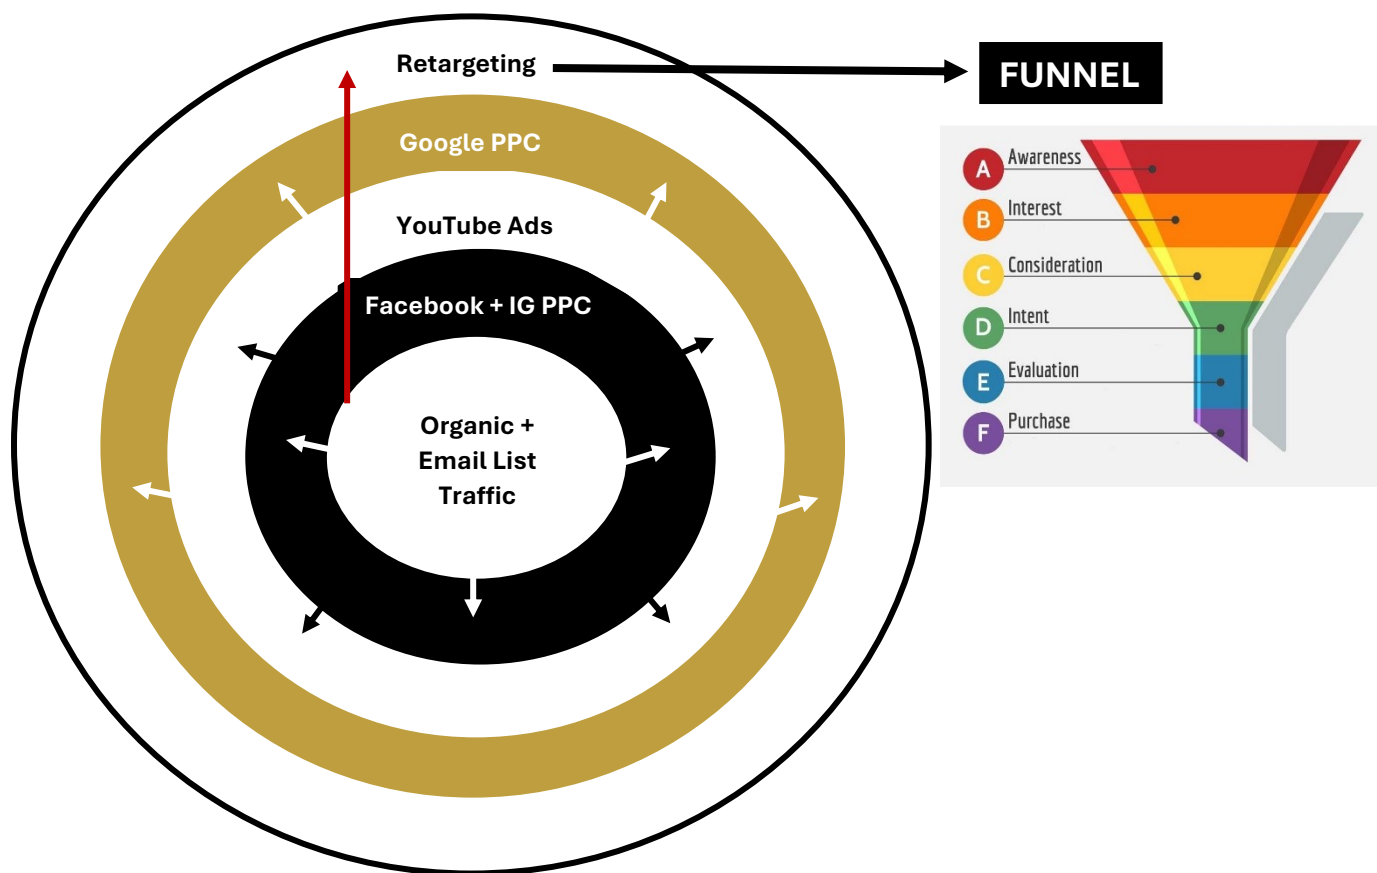 Retargeting
FUNNEL
Google PPC
YouTube Ads
Facebook + IG PPC
Organic +
Email List
Traffic
A Awareness
B Interest
C Consideration
D Intent
E Evaluation
F Purchase